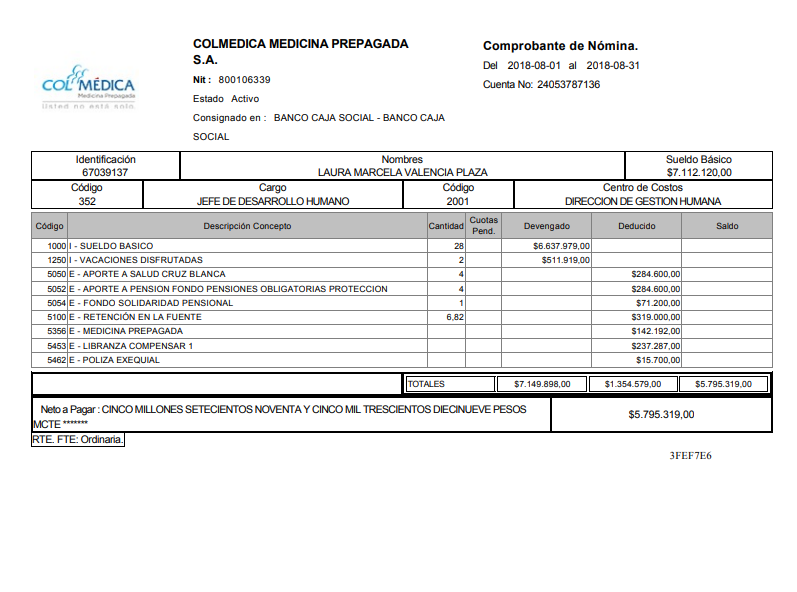 COLMEDICA MEDICINA PREPAGADA
S.A.
Nit : 800106339
Estado Activo
Consignado en : BANCO CAJA SOCIAL - BANCO CAJA
SOCIAL
Comprobante de Nómina.
Del 2018-08-01 al 2018-08-31
Cuenta No: 24053787136
COLMÉDICA
Medicina Prepagada
Usted no está solo.
Identificación Nombres Sueldo Básico
67039137 LAURA MARCELA VALENCIA PLAZA $7.112.120,00
Código Cargo Código Centro de Costos
352 JEFE DE DESARROLLO HUMANO 2001 DIRECCION DE GESTION HUMANA
Código Descripción Concepto Cantidad Cuotas Pend. Devengado Deducido Saldo
1000 I - SUELDO BASICO 28 $6.637.979,00
1250 I - VACACIONES DISFRUTADAS 2 $511.919,00
5050 E - APORTE A SALUD CRUZ BLANCA 4 $284.600,00
5052 E - APORTE A PENSION FONDO PENSIONES OBLIGATORIAS PROTECCION 4 $284.600,00
5054 E - FONDO SOLIDARIDAD PENSIONAL 1 $71.200,00
5100 E - RETENCIÓN EN LA FUENTE 6,82 $319.000,00
5356 E - MEDICINA PREPAGADA $142.192,00
5453 E - LIBRANZA COMPENSAR 1 $237.287,00
5462 E - POLIZA EXEQUIAL $15.700,00
TOTALES $7.149.898,00 $1.354.579,00 $5.795.319,00
Neto a Pagar : CINCO MILLONES SETECIENTOS NOVENTA Y CINCO MIL TRESCIENTOS DIECINUEVE PESOS
MCTE *******
$5.795.319,00
RTE. FTE: Ordinaria.
3FEF7E6